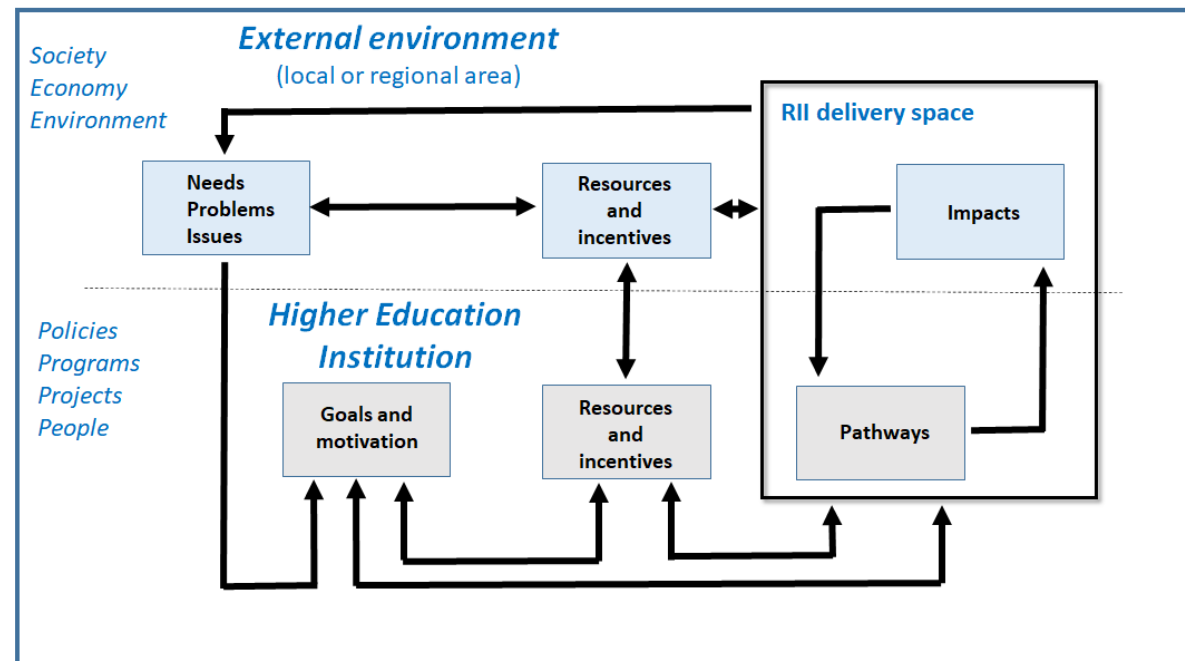 Society
Economy
Environment
External environment
(local or regional area)
RII delivery space
Needs
Problems
Issues
Resources
and
incentives
Impacts
Policies
Programs
Projects
People
Higher Education
Institution
Goals and
motivation
Resources
and
incentives
Pathways